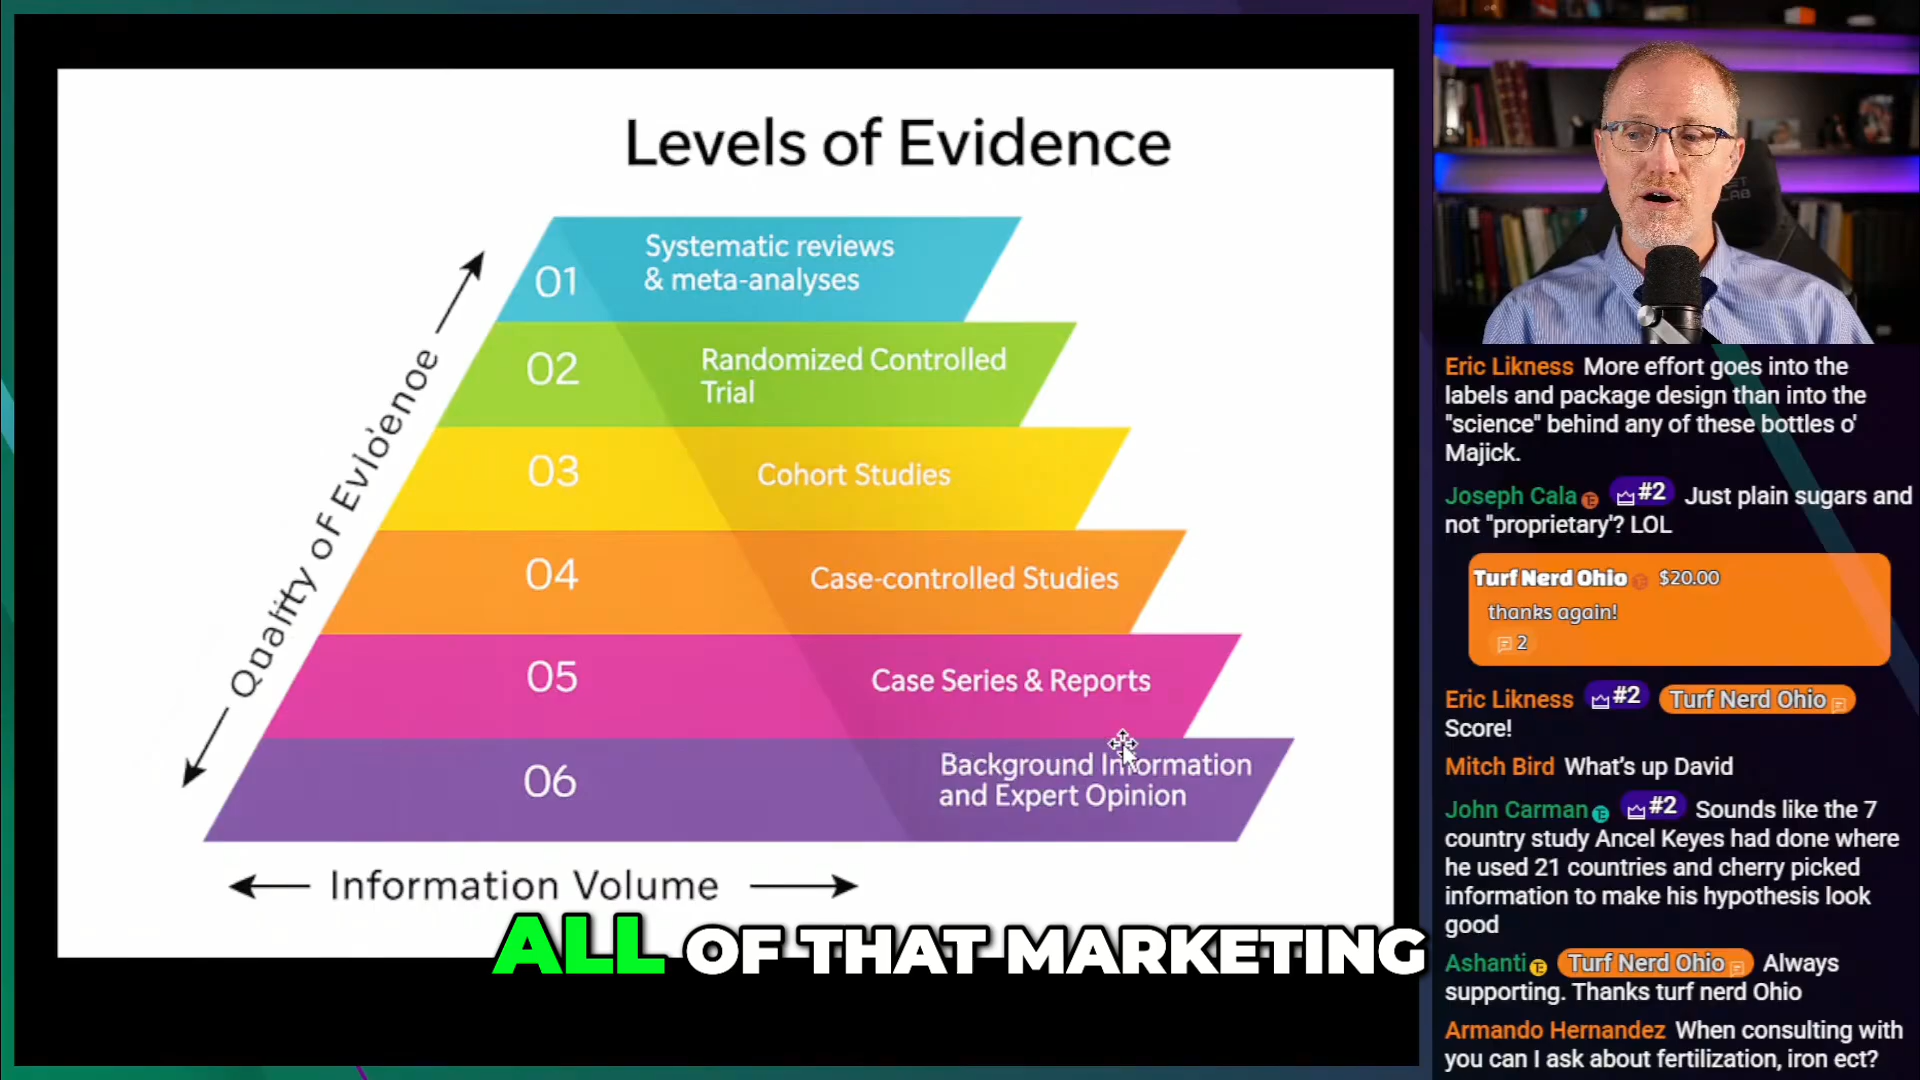 Levels of Evidence
01
Systematic reviews
& meta-analyses
02
Randomized Controlled
Trial
03
Cohort Studies
04
Case-controlled Studies
05
Case Series & Reports
06
Background Information
and Expert Opinion
Quality of Evidence
Information Volume
ALL OF THAT MARKETING
Eric Likness More effort goes into the
labels and package design than into the
"science" behind any of these bottles o'
Majick.
Joseph Cala #2 Just plain sugars and
not "proprietary'? LOL
Turf Nerd Ohio $20.00
thanks again!
2
Eric Likness #2 Turf Nerd Ohio
Score!
Mitch Bird What's up David
John Carman #2 Sounds like the 7
country study Ancel Keyes had done where
he used 21 countries and cherry picked
information to make his hypothesis look
good
Ashanti Turf Nerd Ohio Always
supporting. Thanks turf nerd Ohio
Armando Hernandez When consulting with
you can I ask about fertilization, iron ect?